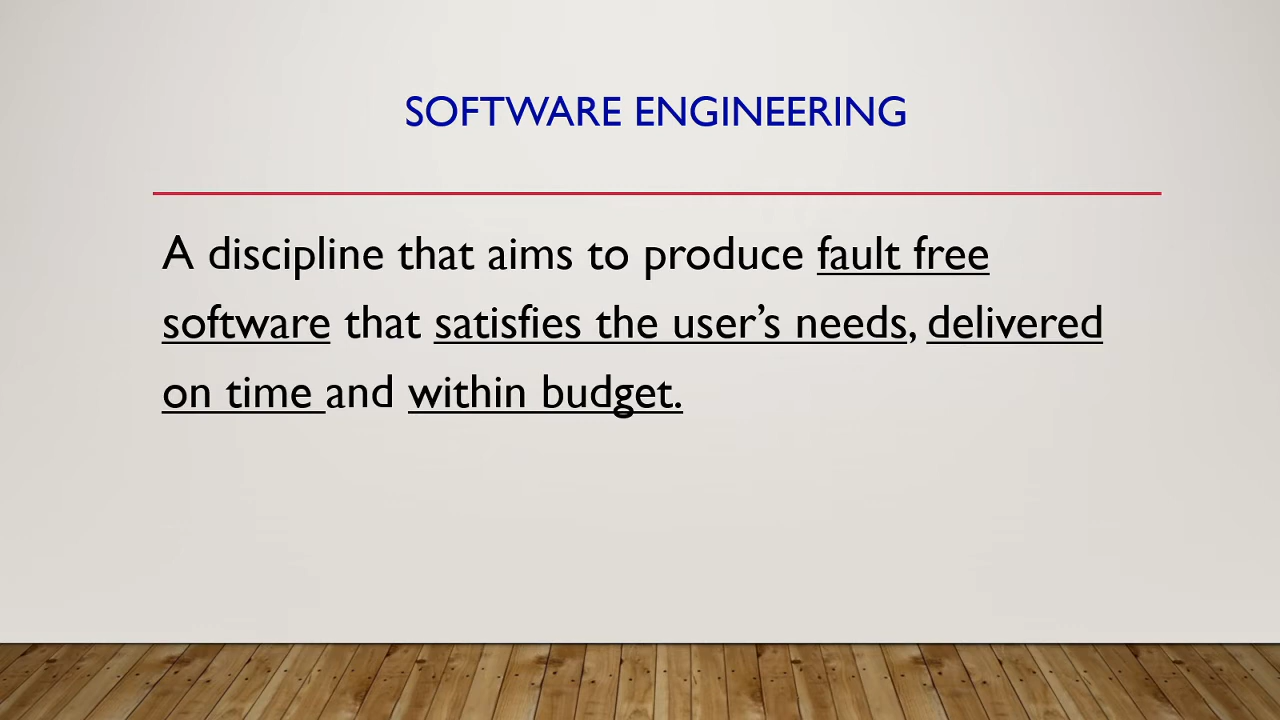 SOFTWARE ENGINEERING
A discipline that aims to produce fault free
software that satisfies the user’s needs, delivered
on time and within budget.